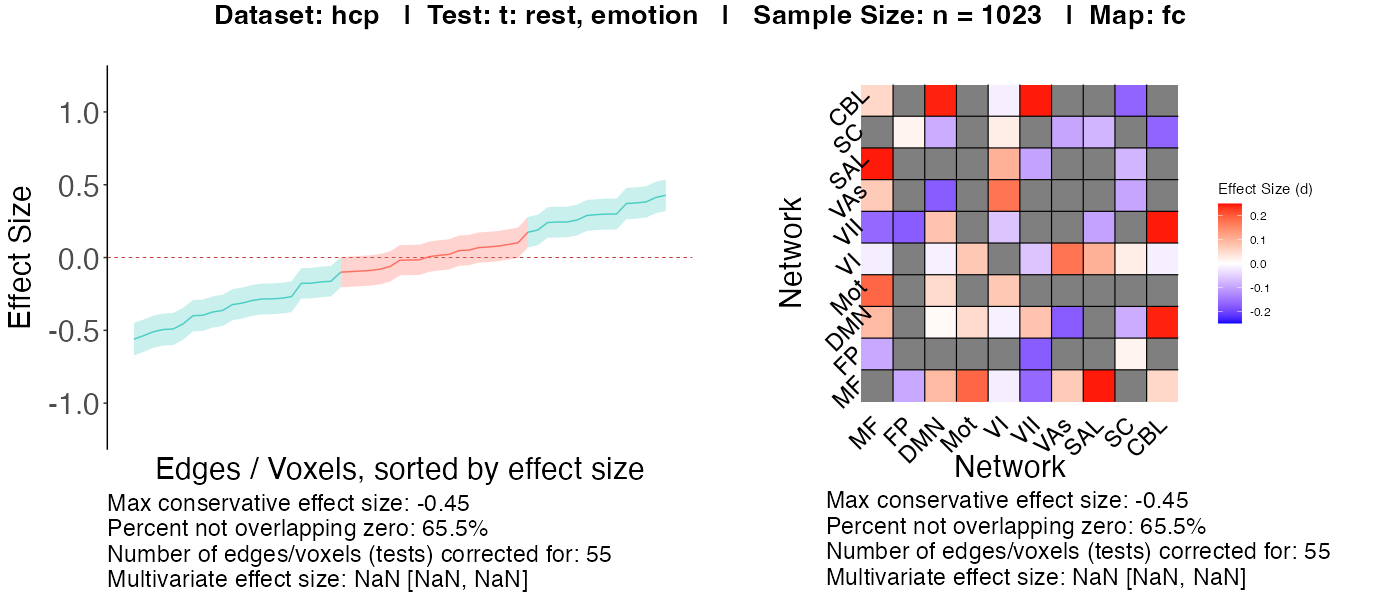 Dataset: hcp | Test: t: rest, emotion | Sample Size: n = 1023 | Map: fc
Effect Size
1.0
0.5
0.0
-0.5
-1.0
Edges / Voxels, sorted by effect size
Max conservative effect size: -0.45
Percent not overlapping zero: 65.5%
Number of edges/voxels (tests) corrected for: 55
Multivariate effect size: NaN [NaN, NaN]
Network
CBL
SC
SAL
VAs
VII
VI
Mot
DMN
FP
MF
MF FP DMN Mot VI VII VAs SAL SC CBL
Network
Effect Size (d)
0.2
0.1
0.0
-0.1
-0.2
Max conservative effect size: -0.45
Percent not overlapping zero: 65.5%
Number of edges/voxels (tests) corrected for: 55
Multivariate effect size: NaN [NaN, NaN]